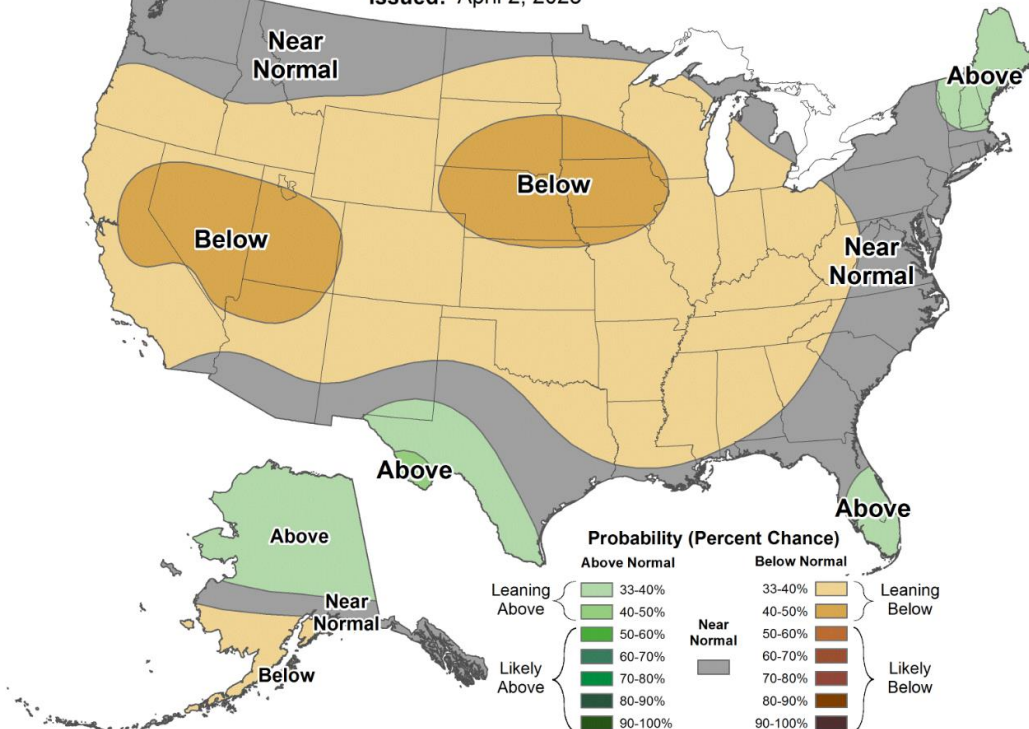 Issued: April 2,
Near
Normal
Above
Below
Below
Near
Normal
Above
Above
Above
Near
Normal
Below
Probability (Percent Chance)
Above Normal
Below Normal
Leaning
Above
33-40%
40-50%
Likely
Above
50-60%
60-70%
70-80%
80-90%
90-100%
Near
Normal
33-40%
40-50%
Leaning
Below
50-60%
60-70%
70-80%
80-90%
90-100%
Likely
Below